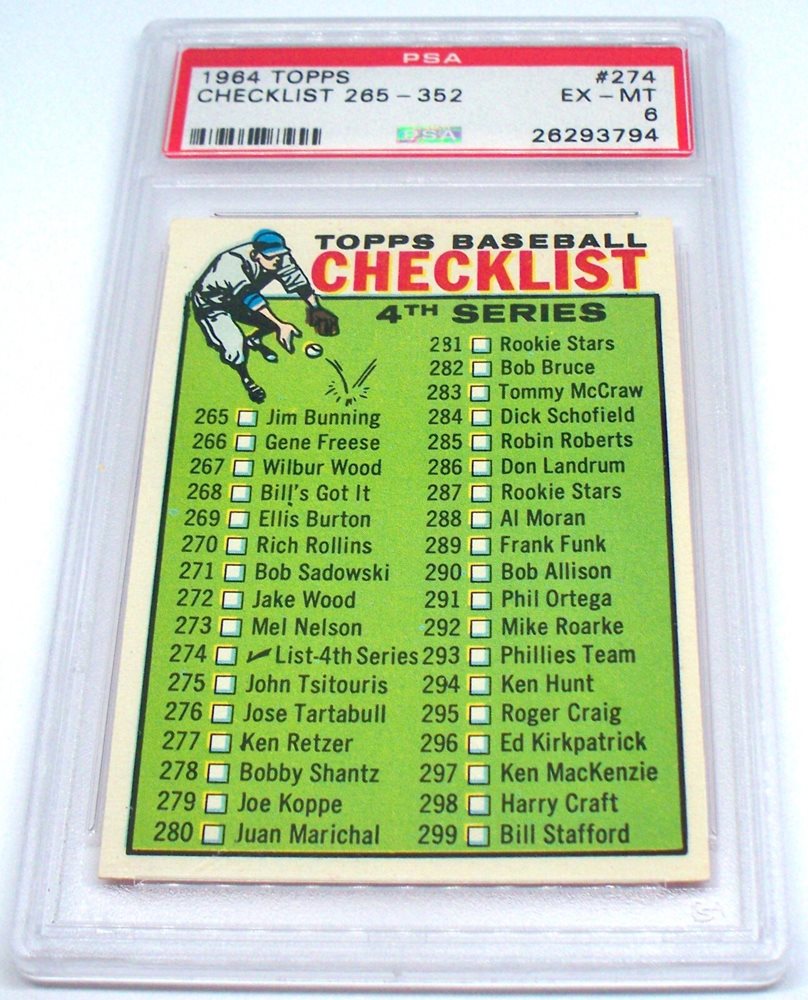 PSA
1964 TOPPS #274
CHECKLIST 265 - 352 EX - MT
6
PSA 26293794
TOPPS BASEBALL
CHECKLIST
4TH SERIES
265 Jim Bunning
266 Gene Freese
267 Wilbur Wood
268 Bill's Got It
269 Ellis Burton
270 Rich Rollins
271 Bob Sadowski
272 Jake Wood
273 Mel Nelson
274 ✓ List-4th Series
275 John Tsitouris
276 Jose Tartabull
277 Ken Retzer
278 Bobby Shantz
279 Joe Koppe
280 Juan Marichal
281 Rookie Stars
282 Bob Bruce
283 Tommy McCraw
284 Dick Schofield
285 Robin Roberts
286 Don Landrum
287 Rookie Stars
288 Al Moran
289 Frank Funk
290 Bob Allison
291 Phil Ortega
292 Mike Roarke
293 Phillies Team
294 Ken Hunt
295 Roger Craig
296 Ed Kirkpatrick
297 Ken MacKenzie
298 Harry Craft
299 Bill Stafford